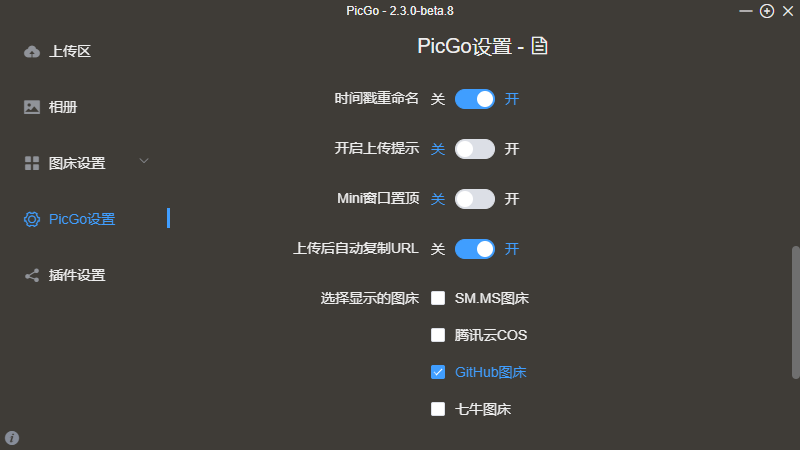 PicGo - 2.3.0-beta.8
上传区
相册
图床设置
PicGo设置
插件设置
PicGo设置 -
时间戳重命名 关 开
开启上传提示 关 开
Mini窗口置顶 关 开
上传后自动复制URL 关 开
选择显示的图床 SM.MS图床
腾讯云COS
GitHub图床
七牛图床